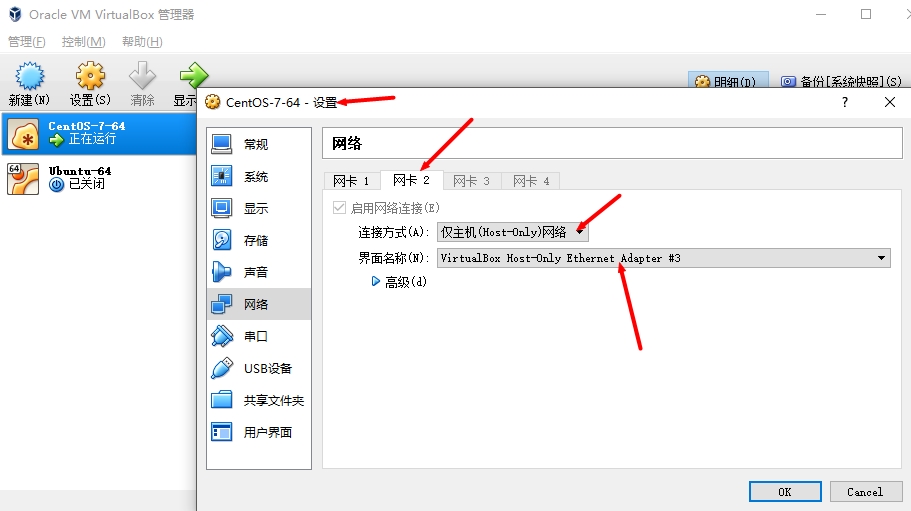 Oracle VM VirtualBox 管理器
管理(F) 控制(M) 帮助(H)
新建(N) 设置(S) 清除 显示
明细(D) 备份[系统快照](S)
CentOS-7-64
正在运行
Ubuntu-64
已关闭
64
CentOS-7-64 - 设置
?
常规
系统
显示
存储
声音
网络
串口
USB设备
共享文件夹
用户界面
网络
网卡 1 网卡 2 网卡 3 网卡 4
启用网络连接(E)
连接方式(A): 仅主机(Host-Only)网络
界面名称(N): VirtualBox Host-Only Ethernet Adapter #3
高级(d)
OK Cancel